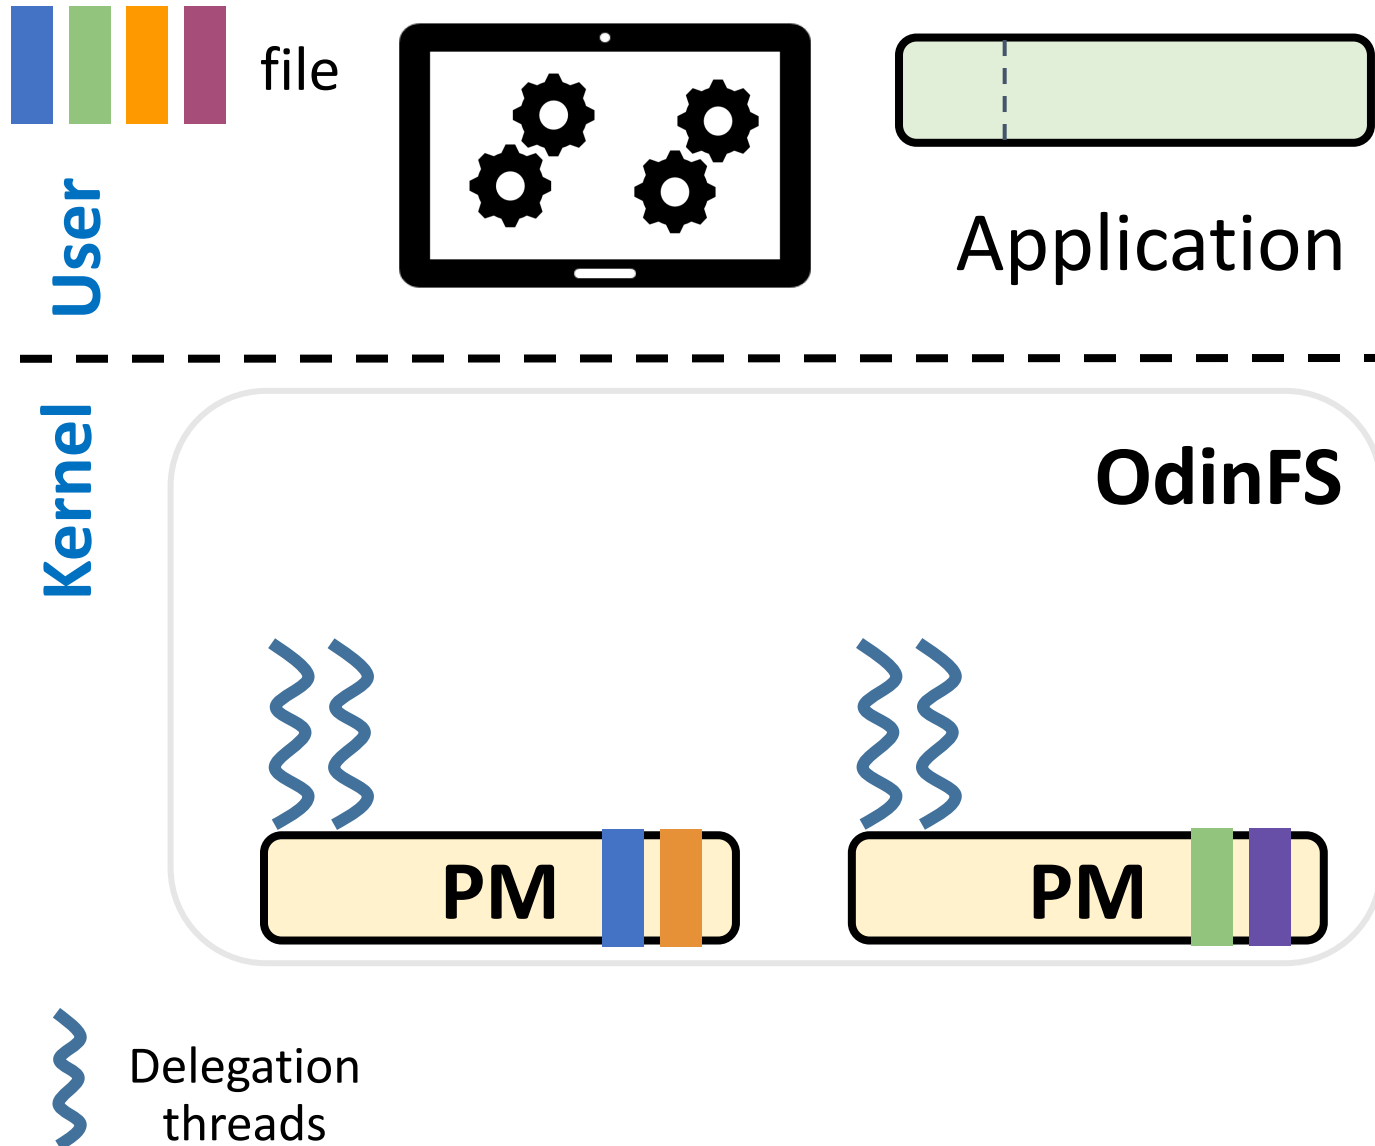 file
User
Application
Kernel
OdinFS
PM
PM
Delegation
threads